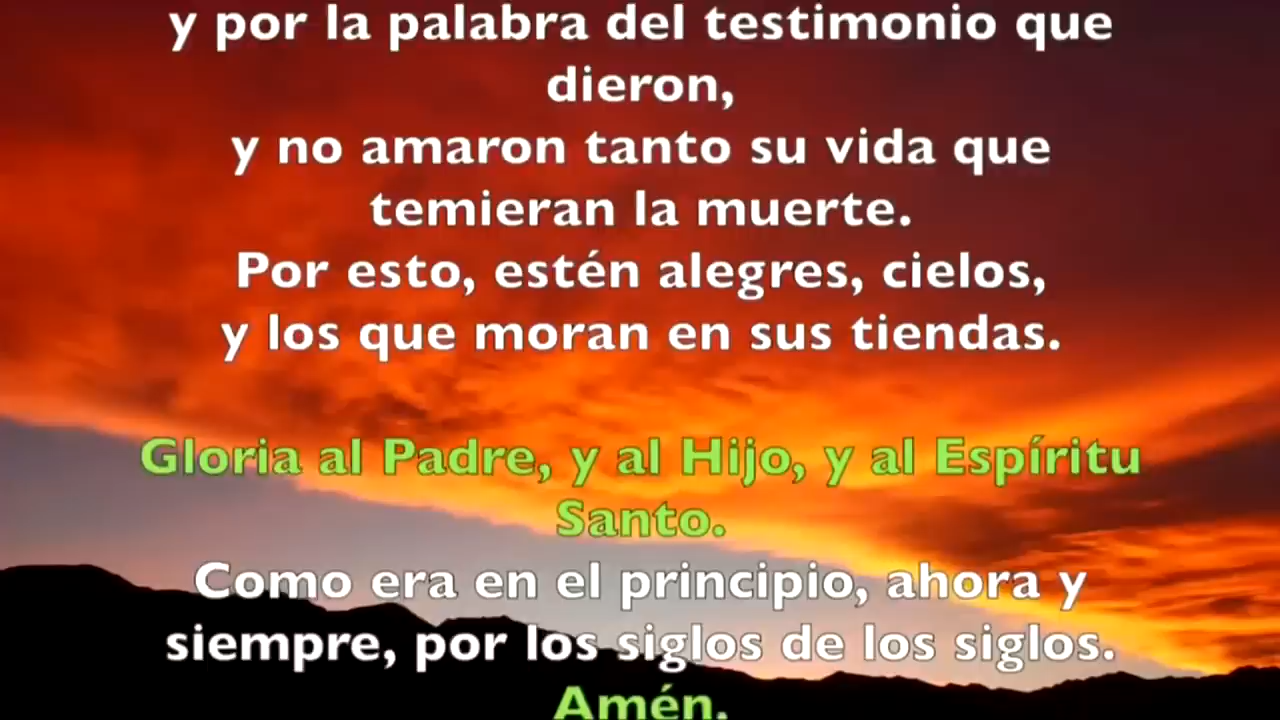 y por la palabra del testimonio que
dieron,
y no amaron tanto su vida que
temieran la muerte.
Por esto, estén alegres, cielos,
y los que moran en sus tiendas.
Gloria al Padre, y al Hijo, y al Espíritu
Santo.
Como era en el principio, ahora y
siempre, por los siglos de los siglos.
Amén.